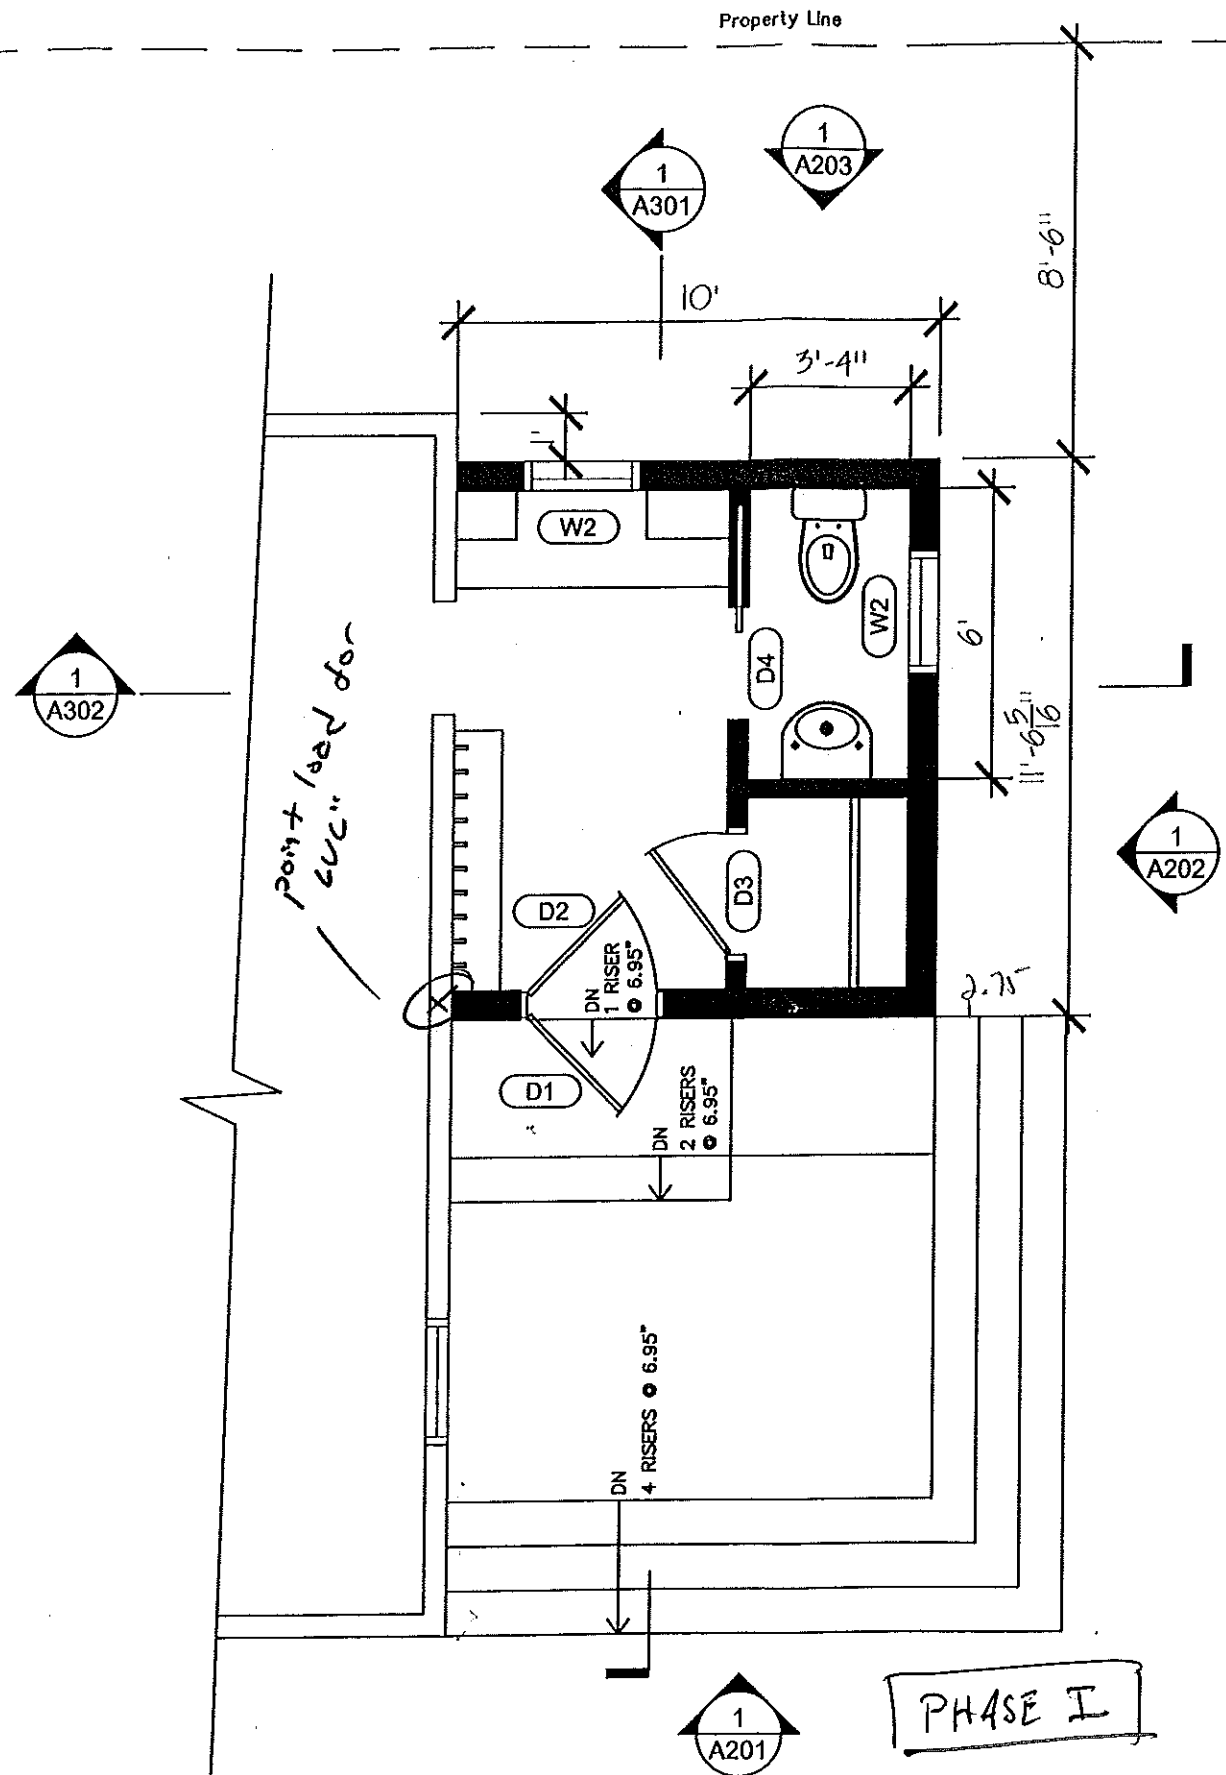 Property Line
1
A203
1
A301
8'-6"
10'
3'-4"
1'
W2
W2
D4
6'
11'-6 5/16"
1
A302
point load for
1
A202
D3
D2
DN
1 RISER
@ 6.95"
2.75
D1
DN
2 RISERS
@ 6.95"
DN
4 RISERS @ 6.95"
PHASE I
1
A201